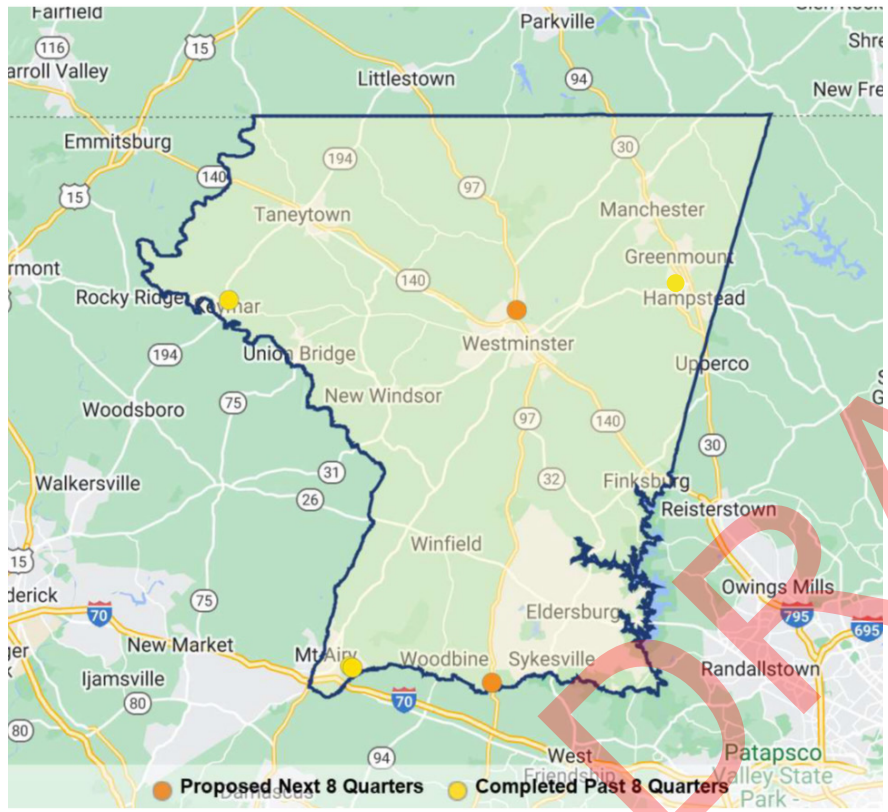 Fairfield
Parkville
116
15
Shre
arroll Valley
Littlestown
94
New Fre
Emmitsburg
194
30
140
97
15
Taneytown
Manchester
Greenmount
ermont
140
Rocky Ridge
Hampstead
Westminster
Union Bridge
194
Upperco
75
New Windsor
Woodsboro
97
140
30
31
32
Walkersville
26
Finksburg
Reisterstown
Winfield
15
derick
75
Owings Mills
70
Eldersburg
795
695
New Market
Mt Airy
Woodbine
Sykesville
Randallstown
Ijamsville
80
70
80
94
West
Friendship
Patapsco
Valley State
Park
Proposed Next 8 Quarters
Completed Past 8 Quarters
Damascus
DRA